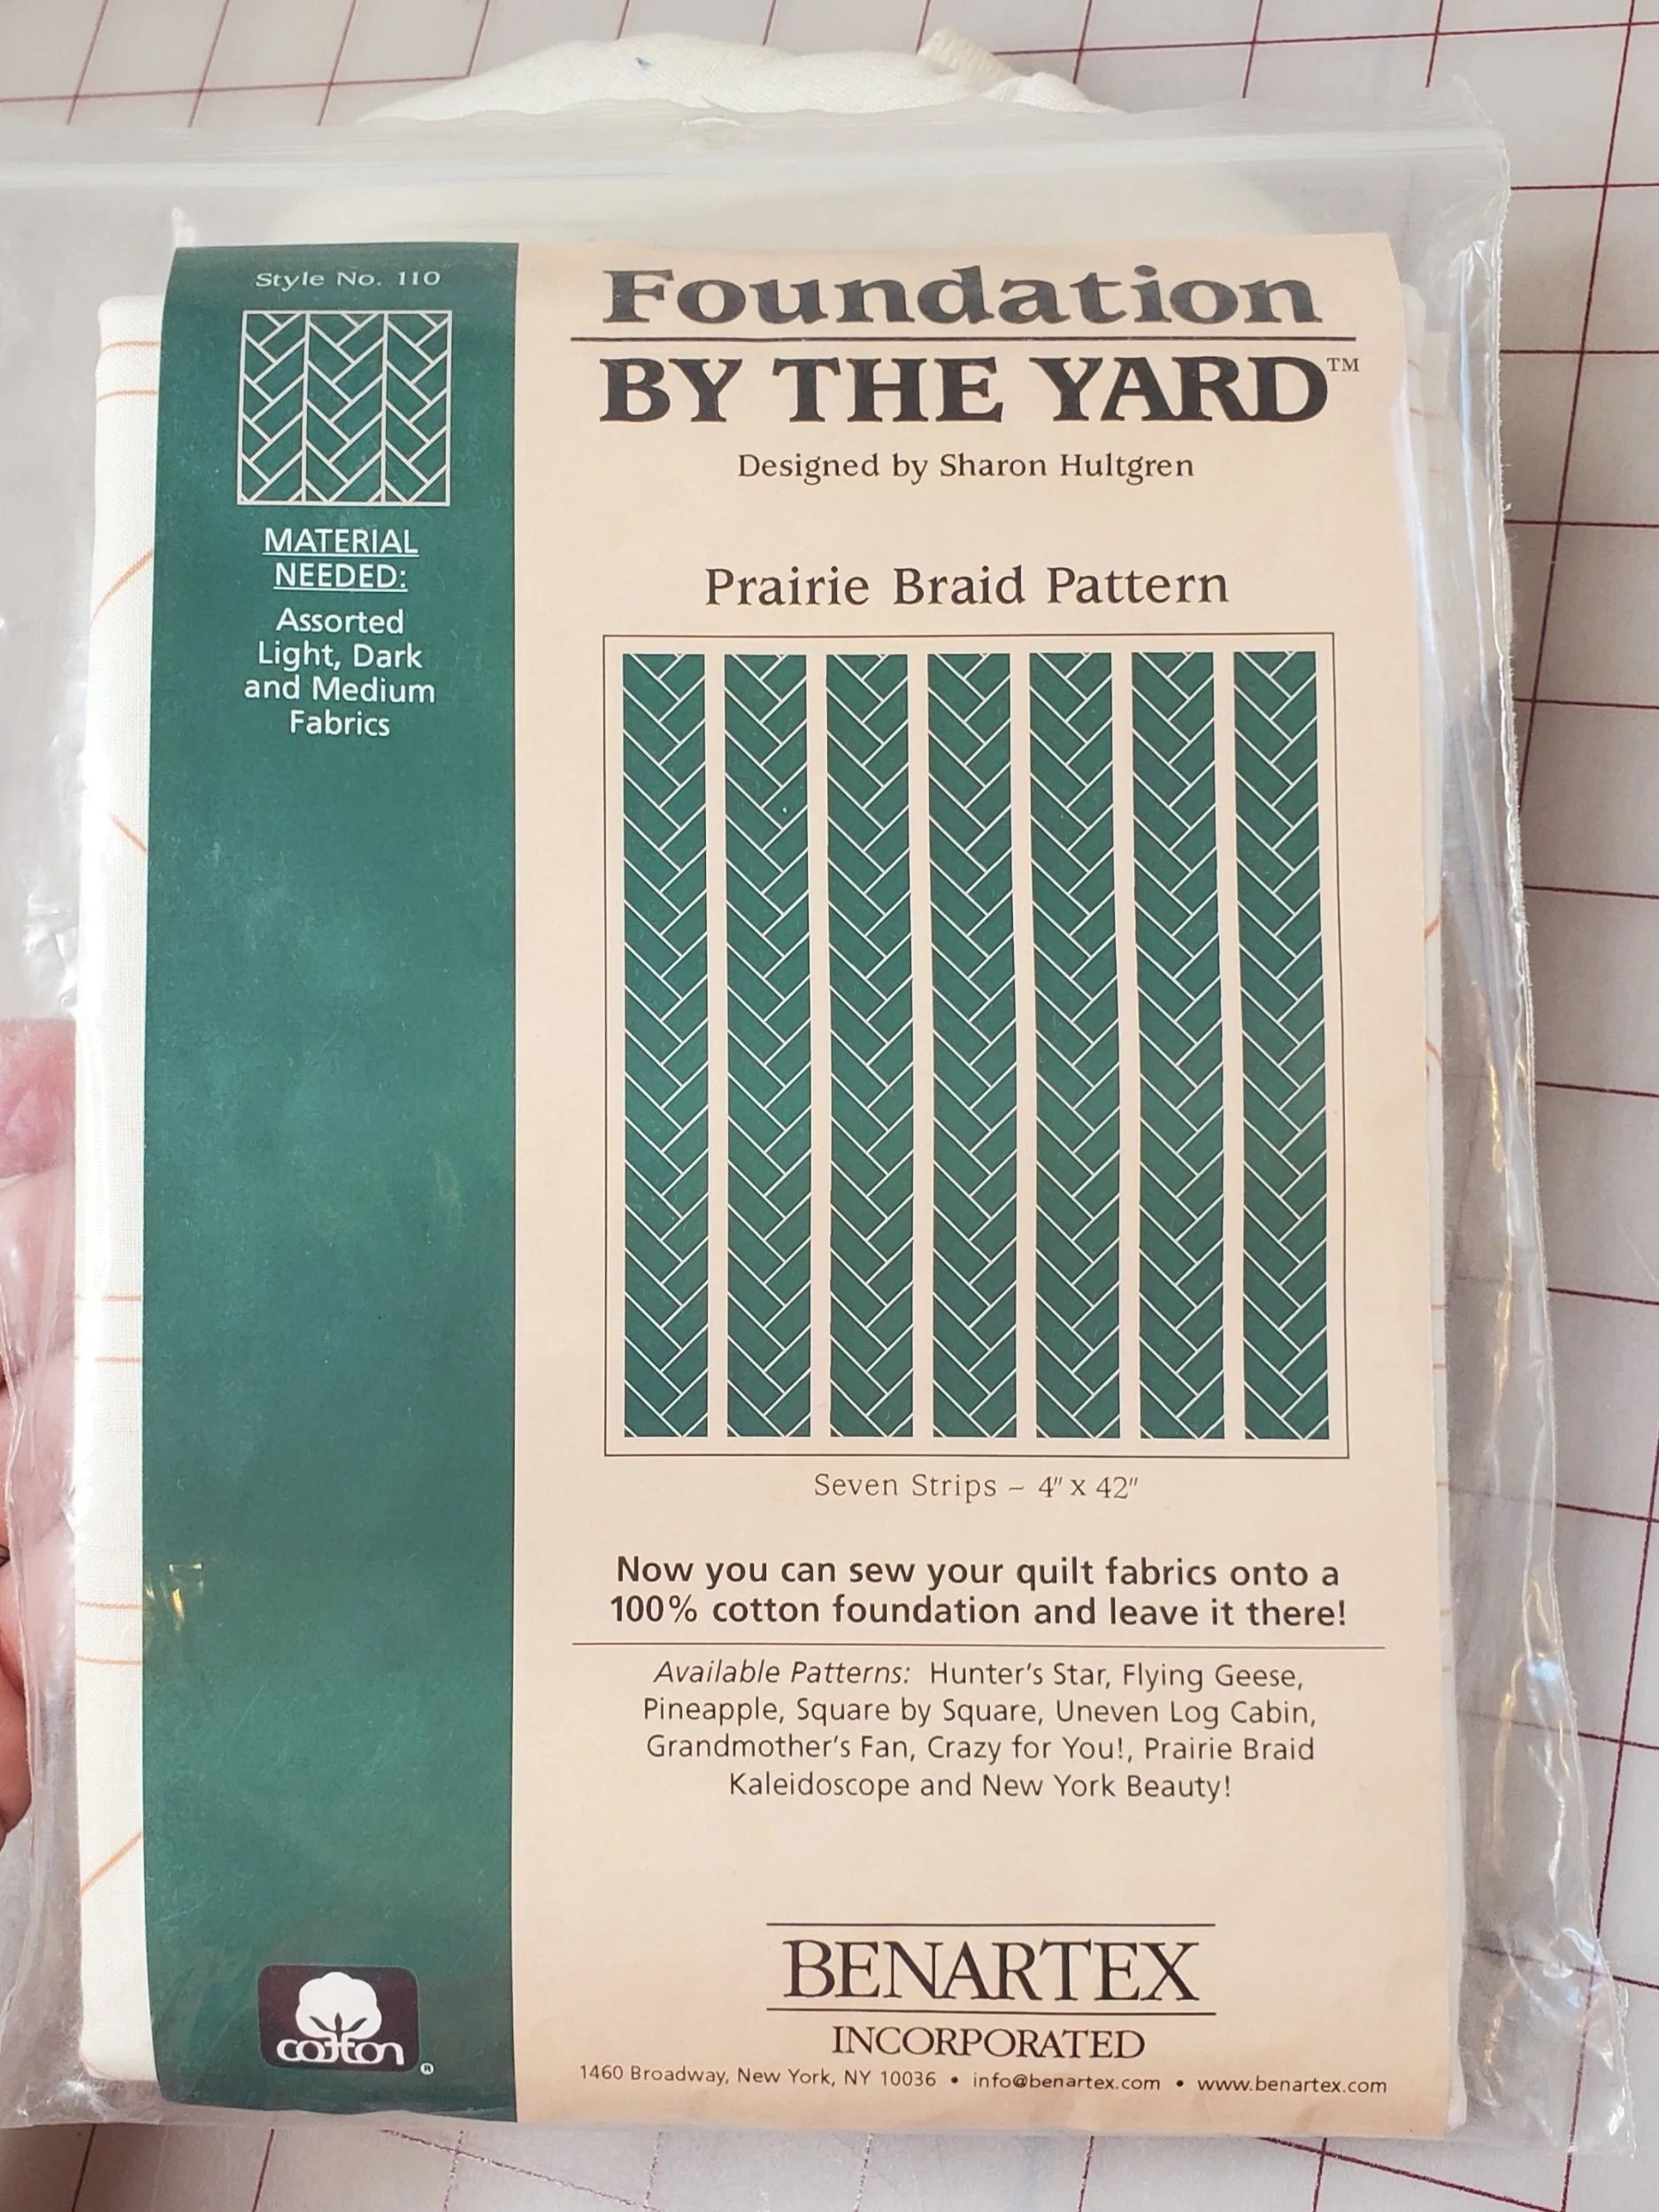 Style No. 110
MATERIAL
NEEDED:
Assorted
Light, Dark
and Medium
Fabrics
cotton ®
Foundation
BY THE YARD™
Designed by Sharon Hultgren
Prairie Braid Pattern
Seven Strips – 4" x 42"
Now you can sew your quilt fabrics onto a
100% cotton foundation and leave it there!
Available Patterns: Hunter's Star, Flying Geese,
Pineapple, Square by Square, Uneven Log Cabin,
Grandmother's Fan, Crazy for You!, Prairie Braid
Kaleidoscope and New York Beauty!
BENARTEX
INCORPORATED
1460 Broadway, New York, NY 10036 • info@benartex.com • www.benartex.com